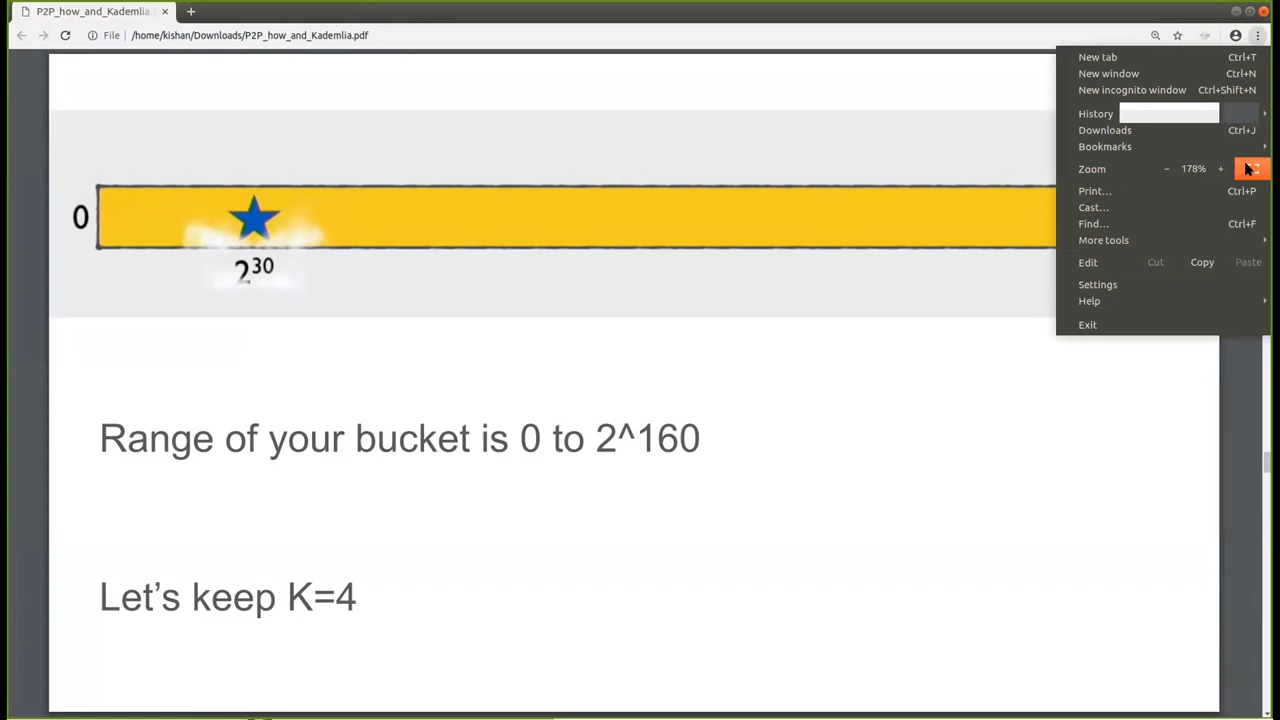 P2P_how_and_Kademlia.
File /home/kishan/Downloads/P2P_how_and_Kademlia.pdf
New tab Ctrl+T
New window Ctrl+N
New incognito window Ctrl+Shift+N
History
Downloads Ctrl+J
Bookmarks
Zoom − 178% +
Print... Ctrl+P
Cast...
Find... Ctrl+F
More tools
Edit Cut Copy Paste
Settings
Help
Exit
0
2³⁰
Range of your bucket is 0 to 2^160
Let's keep K=4